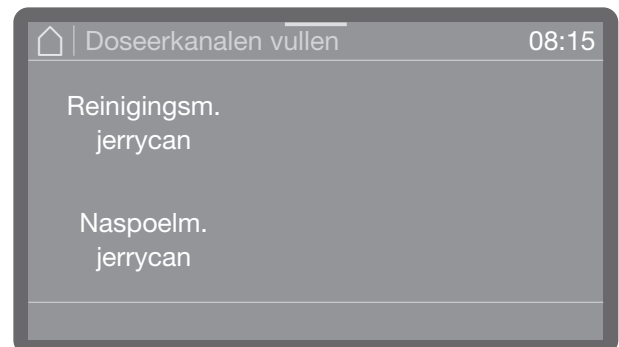 Doseerkanalen vullen 08:15
Reinigingsm.
jerrycan
Naspoelm.
jerrycan